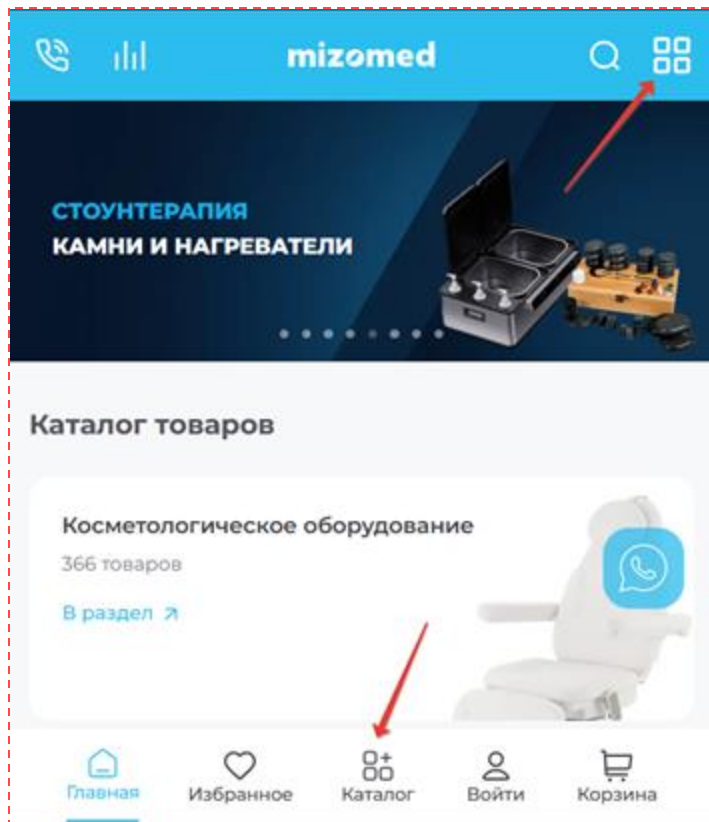 mizomed
СТОУНТЕРАПИЯ
КАМНИ И НАГРЕВАТЕЛИ
Каталог товаров
Косметологическое оборудование
366 товаров
В раздел
Главная
Избранное
Каталог
Войти
Корзина